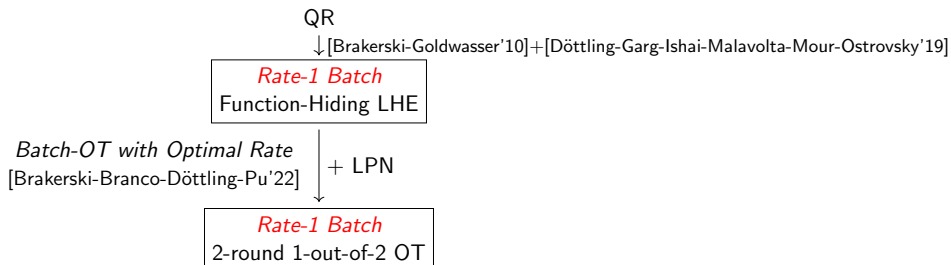 QR
[Brakerski-Goldwasser'10]+[Döttling-Garg-Ishai-Malavolta-Mour-Ostrovsky'19]
Rate-1 Batch
Function-Hiding LHE
Batch-OT with Optimal Rate
[Brakerski-Branco-Döttling-Pu'22]
+ LPN
Rate-1 Batch
2-round 1-out-of-2 OT